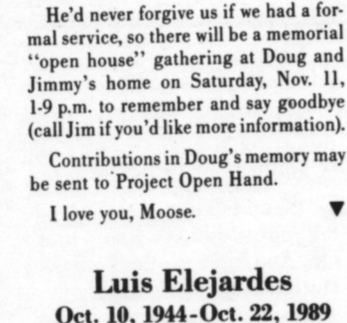 He'd never forgive us if we had a for-
mal service, so there will be a memorial
"open house" gathering at Doug and
Jimmy's home on Saturday, Nov. 11,
1-9 p.m. to remember and say goodbye
(call Jim if you'd like more information).
Contributions in Doug's memory may
be sent to Project Open Hand.
I love you, Moose. ▼
Luis Elejardes
Oct. 10, 1944-Oct. 22, 1989